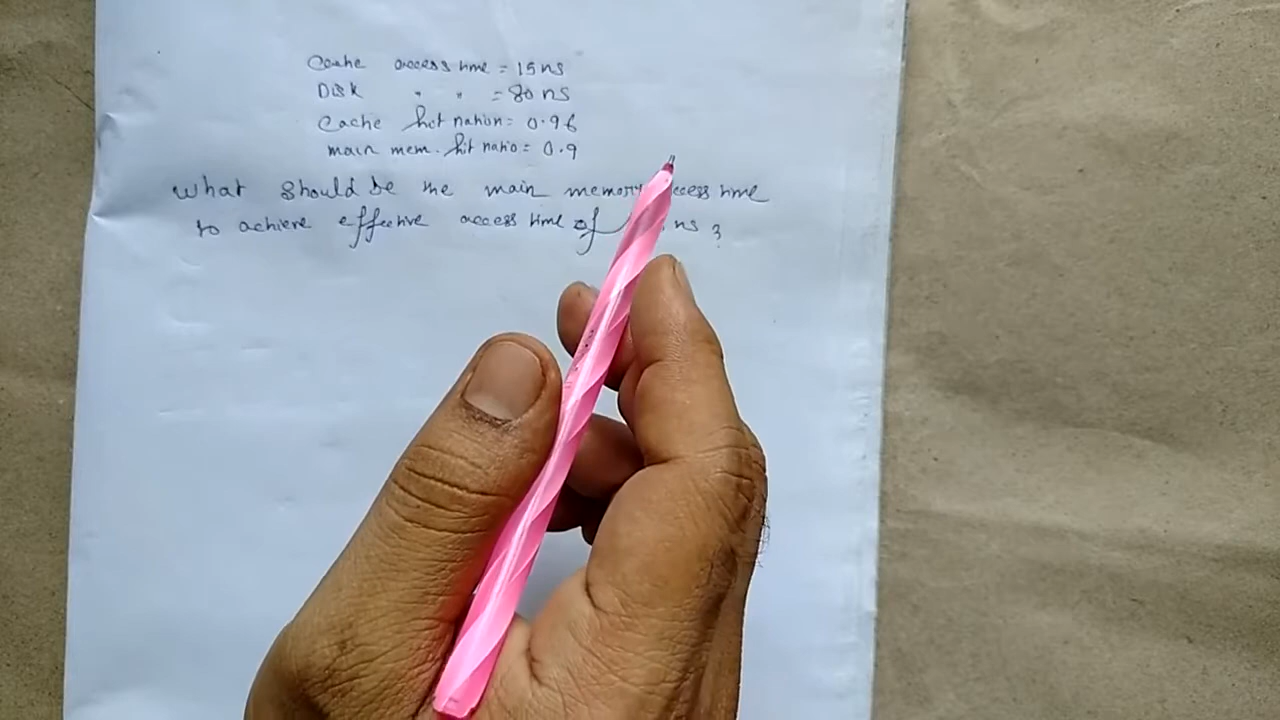 Cache access time = 15 ns
Disk " " = 80 ns
Cache hit ration = 0.96
main mem. hit ratio = 0.9
what should be the main memory access time
to achieve effective access time of ns ?